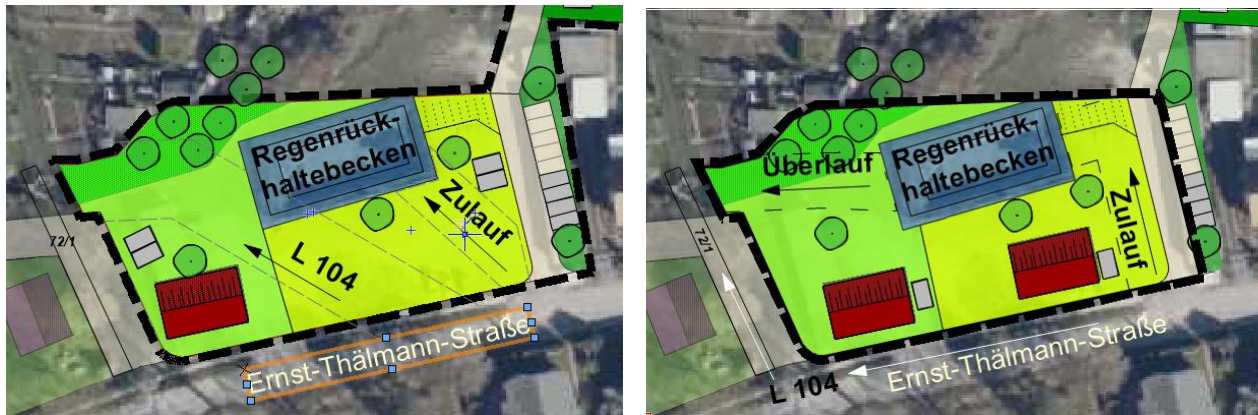 Regenrück-
haltebecken
Zulauf
L 104
72/1
Ernst-Thälmann-Straße
Überlauf
Regenrück-
haltebecken
Zulauf
72/1
L 104
Ernst-Thälmann-Straße